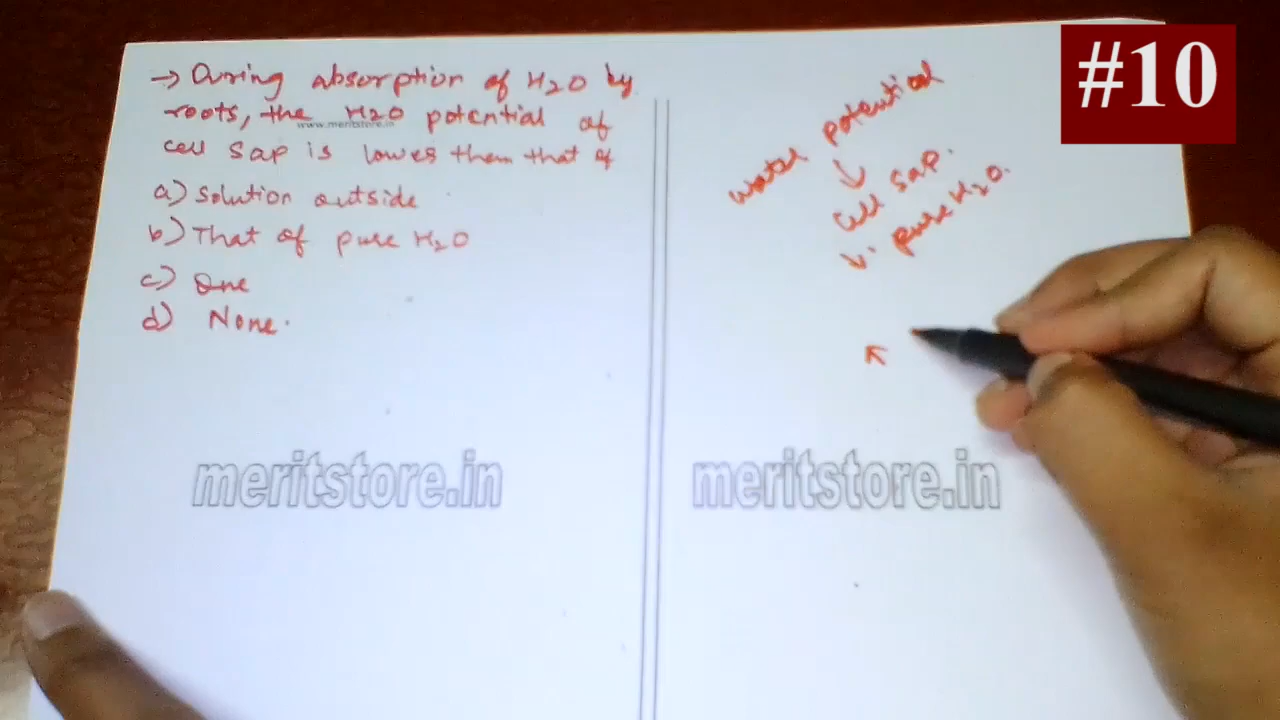 #10
→ During absorption of H2O by
roots, the H2O potential of
www.meritstore.in
cell sap is lower them that of
a) Solution outside
b) That of pure H2O
c) One
d) None.
water potential
↓
cell sap.
↓. pure H2O.
meritstore.in
meritstore.in